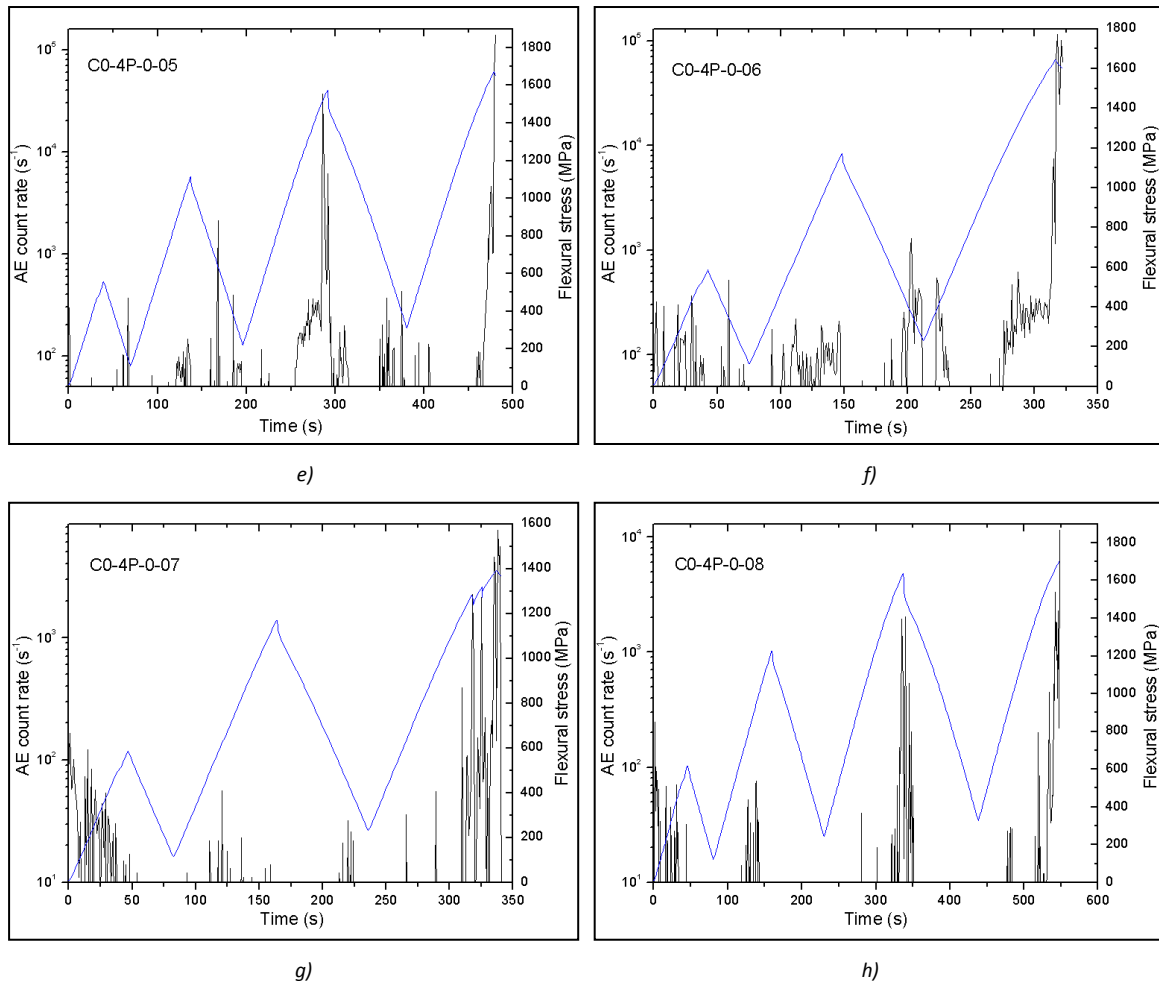 C0-4P-0-05
AE count rate (s⁻¹)
10⁵
10⁴
10³
10²
Flexural stress (MPa)
1800
1600
1400
1200
1000
800
600
400
200
0
0 100 200 300 400 500
Time (s)
e)
C0-4P-0-06
AE count rate (s⁻¹)
10⁵
10⁴
10³
10²
Flexural stress (MPa)
1800
1600
1400
1200
1000
800
600
400
200
0
0 50 100 150 200 250 300 350
Time (s)
f)
C0-4P-0-07
AE count rate (s⁻¹)
10³
10²
10¹
Flexural stress (MPa)
1600
1400
1200
1000
800
600
400
200
0
0 50 100 150 200 250 300 350
Time (s)
g)
C0-4P-0-08
AE count rate (s⁻¹)
10⁴
10³
10²
10¹
Flexural stress (MPa)
1800
1600
1400
1200
1000
800
600
400
200
0
0 100 200 300 400 500 600
Time (s)
h)